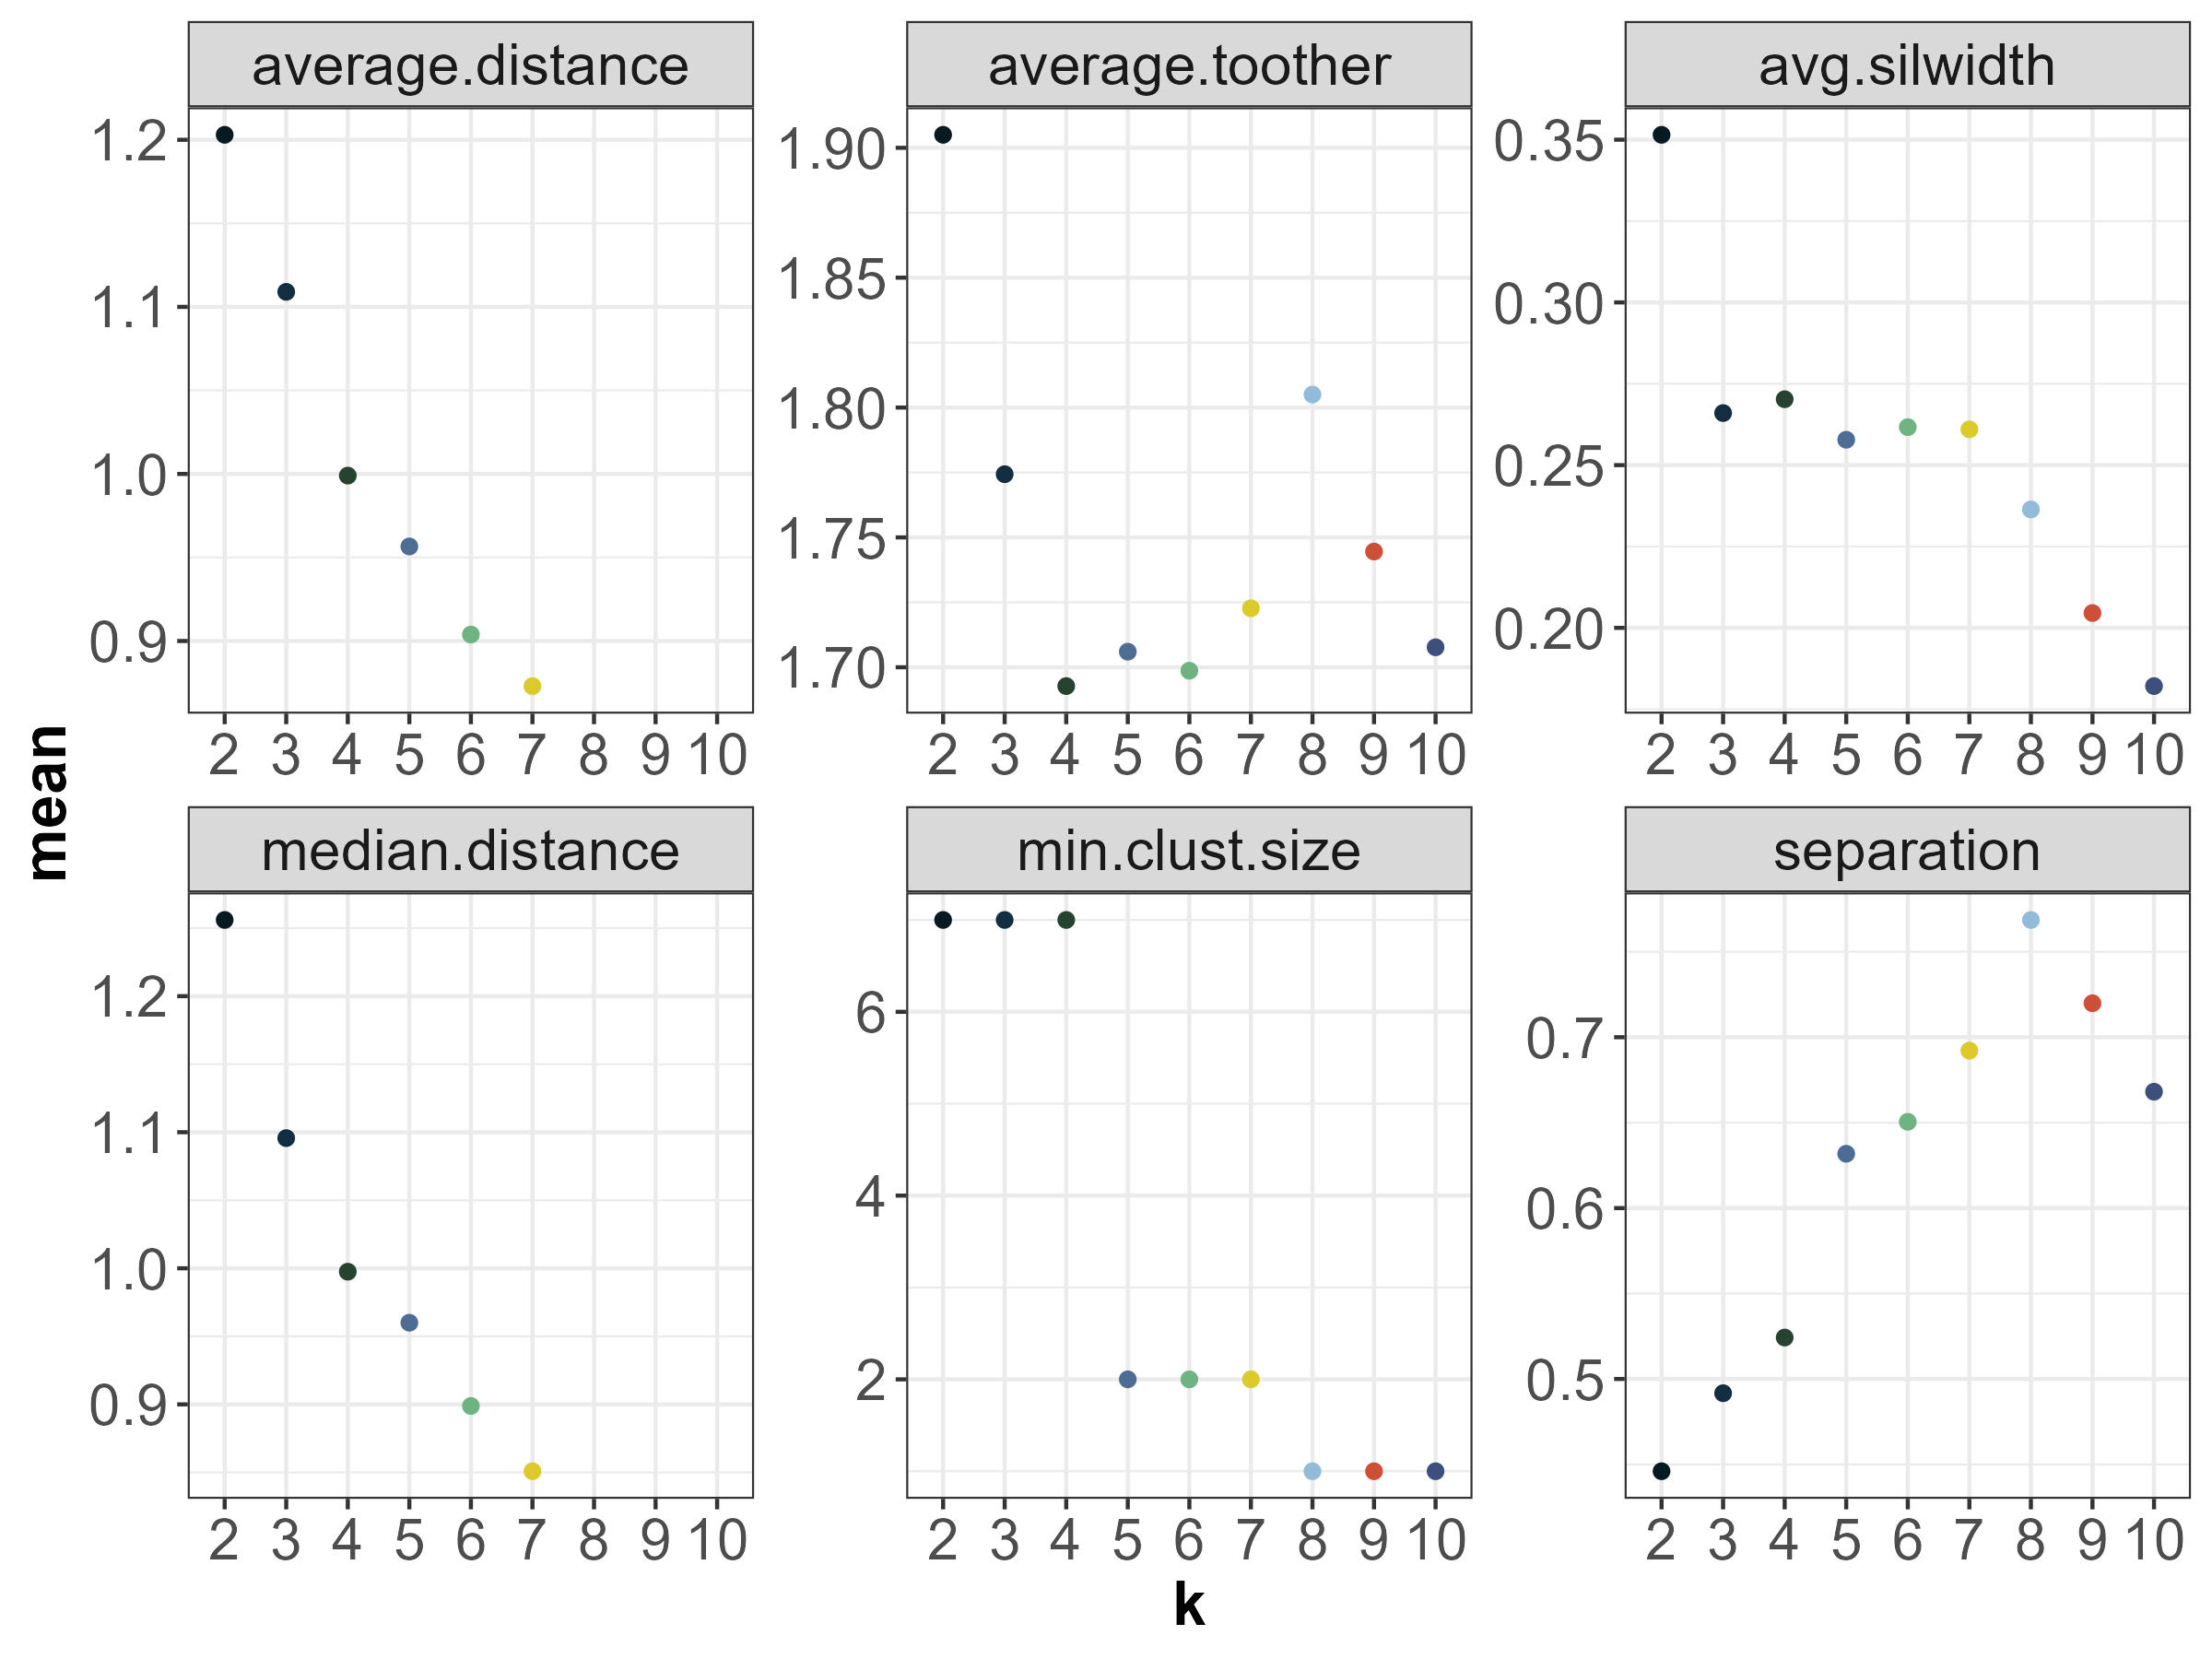 average.distance
average.toother
avg.silwidth
1.2
1.1
1.0
0.9
1.90
1.85
1.80
1.75
1.70
0.35
0.30
0.25
0.20
2 3 4 5 6 7 8 9 10
2 3 4 5 6 7 8 9 10
2 3 4 5 6 7 8 9 10
mean
median.distance
min.clust.size
separation
1.2
1.1
1.0
0.9
6
4
2
0.7
0.6
0.5
2 3 4 5 6 7 8 9 10
2 3 4 5 6 7 8 9 10
2 3 4 5 6 7 8 9 10
k